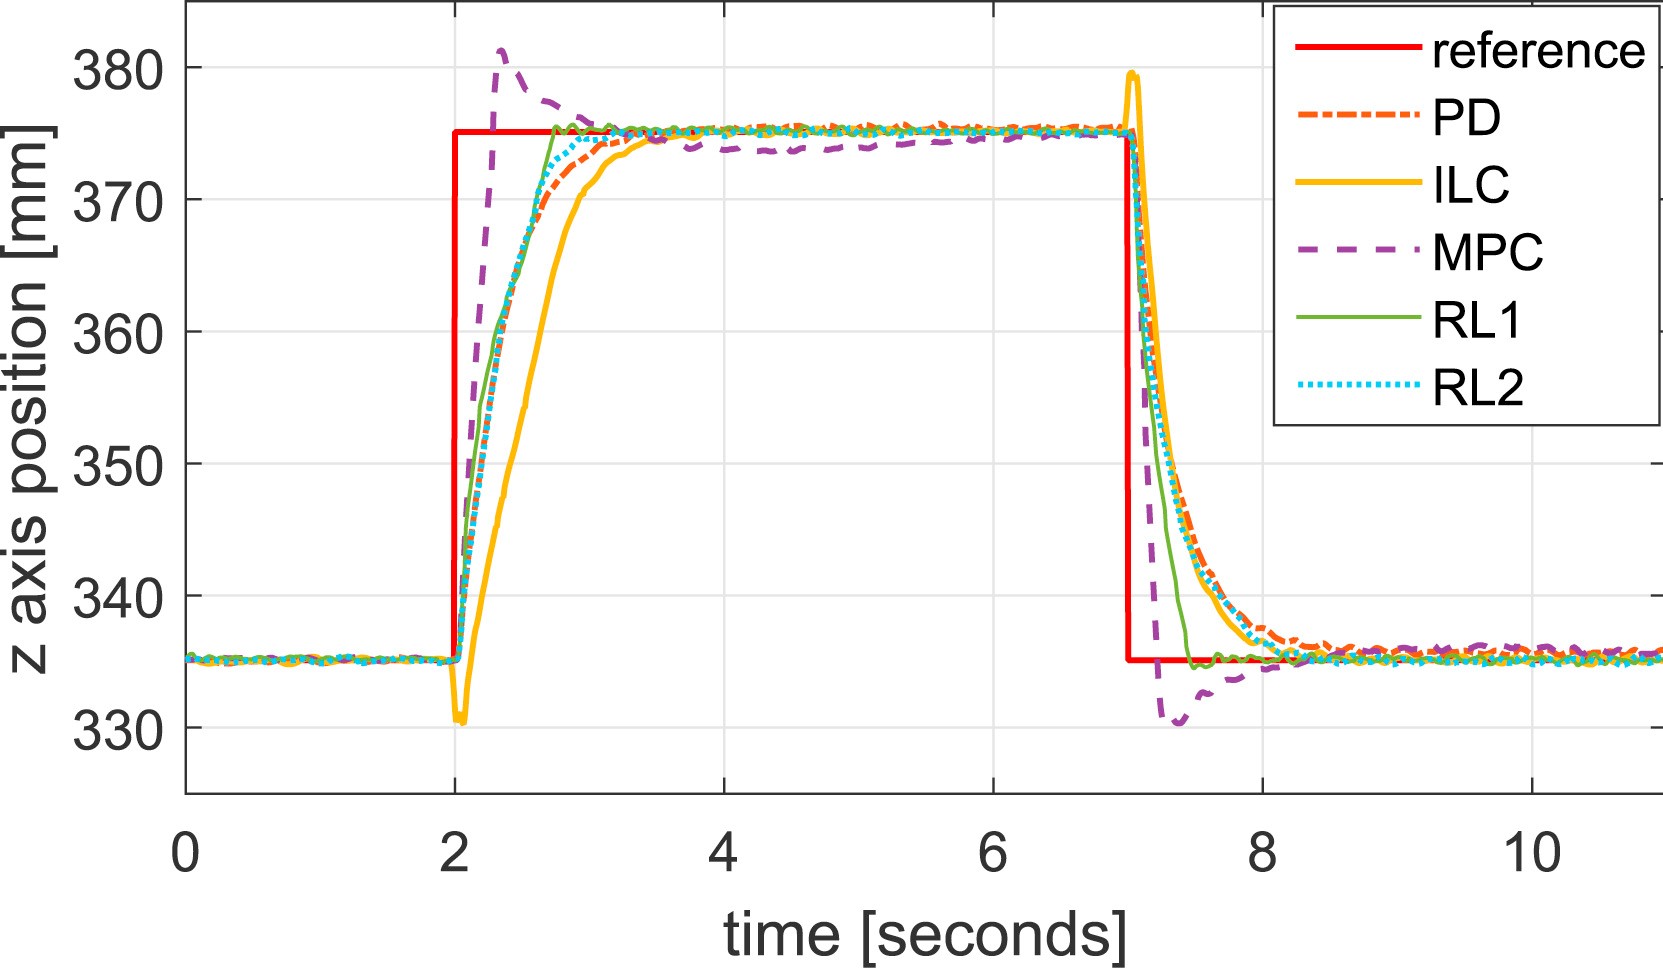 z axis position [mm]
380
370
360
350
340
330
0 2 4 6 8 10
time [seconds]
reference
PD
ILC
MPC
RL1
RL2